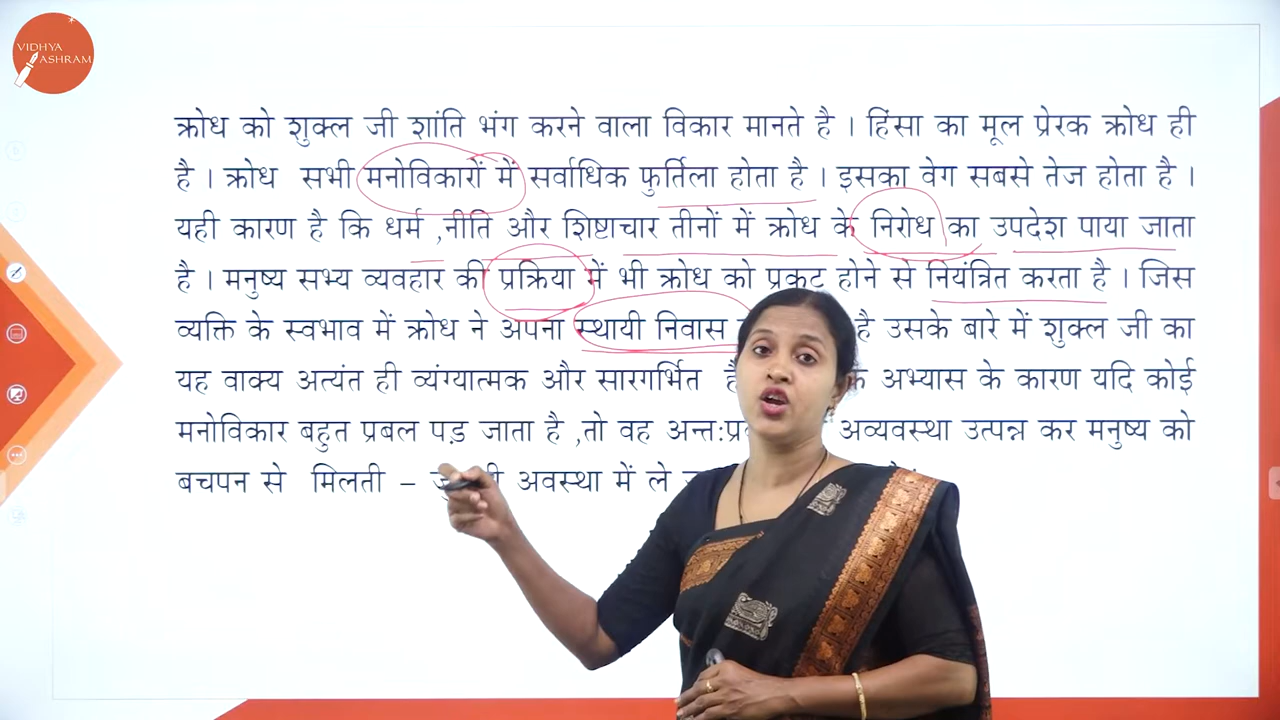 VIDHYA
ASHRAM
क्रोध को शुक्ल जी शांति भंग करने वाला विकार मानते है । हिंसा का मूल प्रेरक क्रोध ही
है । क्रोध सभी मनोविकारों में सर्वाधिक फुर्तिला होता है । इसका वेग सबसे तेज होता है ।
यही कारण है कि धर्म ,नीति और शिष्टाचार तीनों में क्रोध के निरोध का उपदेश पाया जाता
है । मनुष्य सभ्य व्यवहार की प्रक्रिया में भी क्रोध को प्रकट होने से नियंत्रित करता है । जिस
व्यक्ति के स्वभाव में क्रोध ने अपना स्थायी निवास है उसके बारे में शुक्ल जी का
यह वाक्य अत्यंत ही व्यंग्यात्मक और सारगर्भित अभ्यास के कारण यदि कोई
मनोविकार बहुत प्रबल पड़ जाता है ,तो वह अव्यवस्था उत्पन्न कर मनुष्य को
बचपन से मिलती – अवस्था में ले